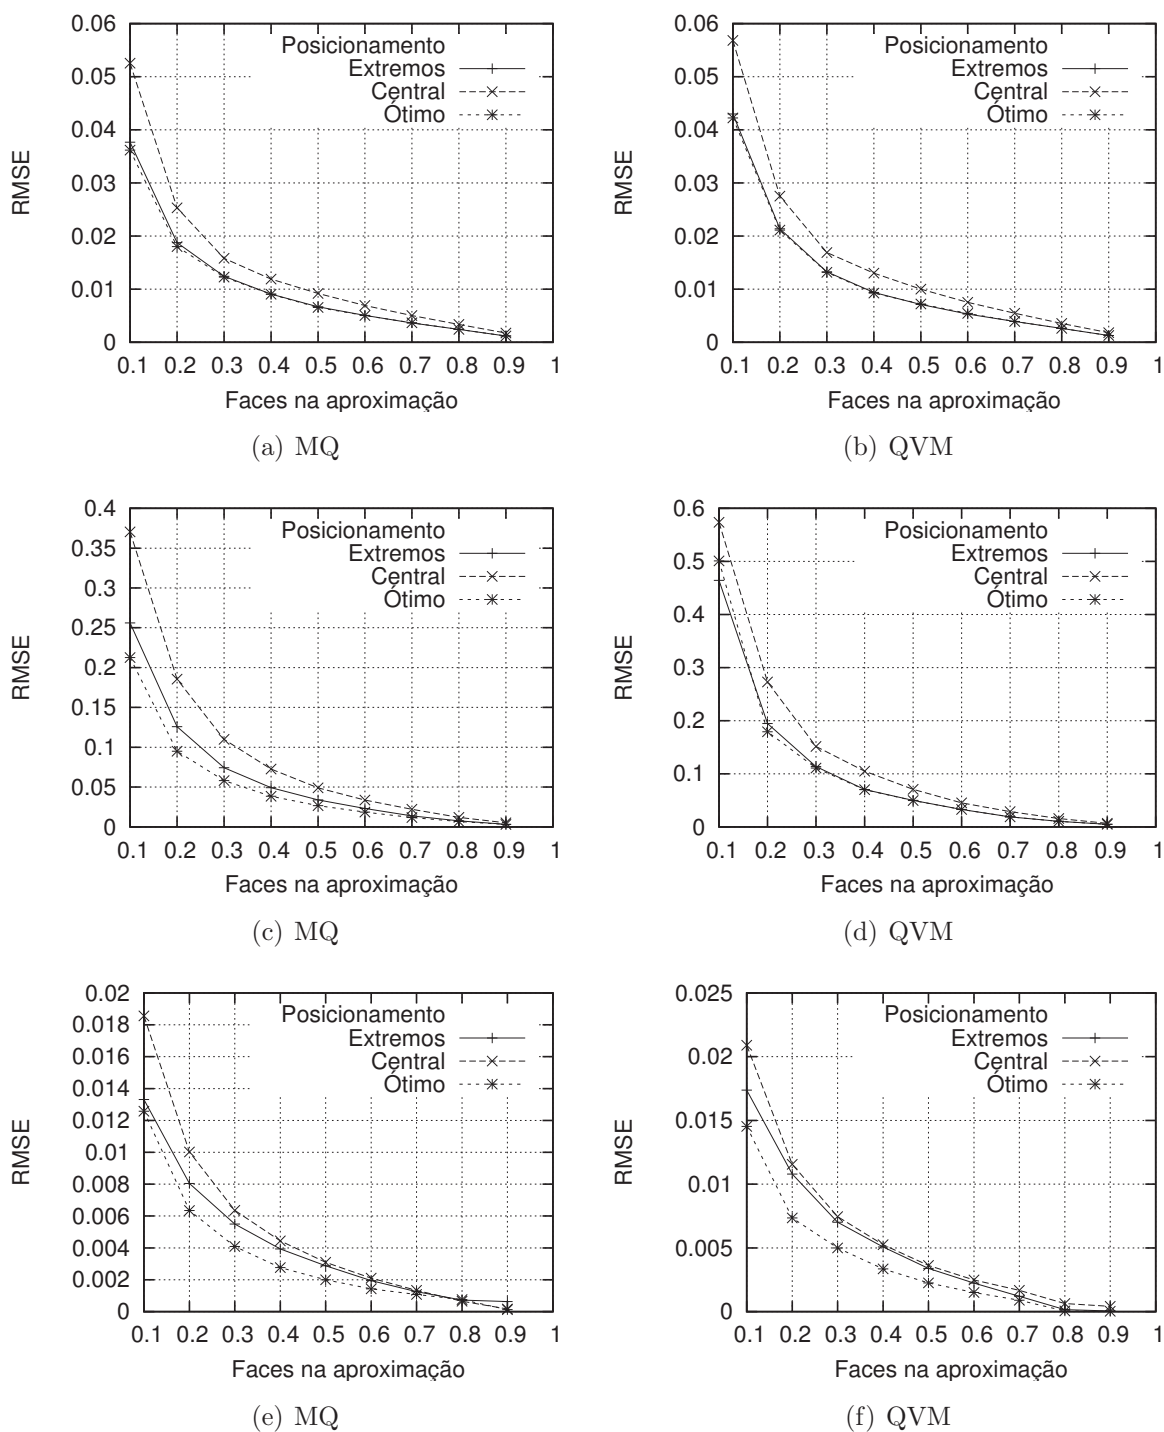 0.06
0.05
0.04
0.03
0.02
0.01
0
RMSE
Posicionamento
Extremos
Central
Ótimo
0.1 0.2 0.3 0.4 0.5 0.6 0.7 0.8 0.9 1
Faces na aproximação
(a) MQ
0.06
0.05
0.04
0.03
0.02
0.01
0
RMSE
Posicionamento
Extremos
Central
Ótimo
0.1 0.2 0.3 0.4 0.5 0.6 0.7 0.8 0.9 1
Faces na aproximação
(b) QVM
0.4
0.35
0.3
0.25
0.2
0.15
0.1
0.05
0
RMSE
Posicionamento
Extremos
Central
Ótimo
0.1 0.2 0.3 0.4 0.5 0.6 0.7 0.8 0.9 1
Faces na aproximação
(c) MQ
0.6
0.5
0.4
0.3
0.2
0.1
0
RMSE
Posicionamento
Extremos
Central
Ótimo
0.1 0.2 0.3 0.4 0.5 0.6 0.7 0.8 0.9 1
Faces na aproximação
(d) QVM
0.02
0.018
0.016
0.014
0.012
0.01
0.008
0.006
0.004
0.002
0
RMSE
Posicionamento
Extremos
Central
Ótimo
0.1 0.2 0.3 0.4 0.5 0.6 0.7 0.8 0.9 1
Faces na aproximação
(e) MQ
0.025
0.02
0.015
0.01
0.005
0
RMSE
Posicionamento
Extremos
Central
Ótimo
0.1 0.2 0.3 0.4 0.5 0.6 0.7 0.8 0.9 1
Faces na aproximação
(f) QVM